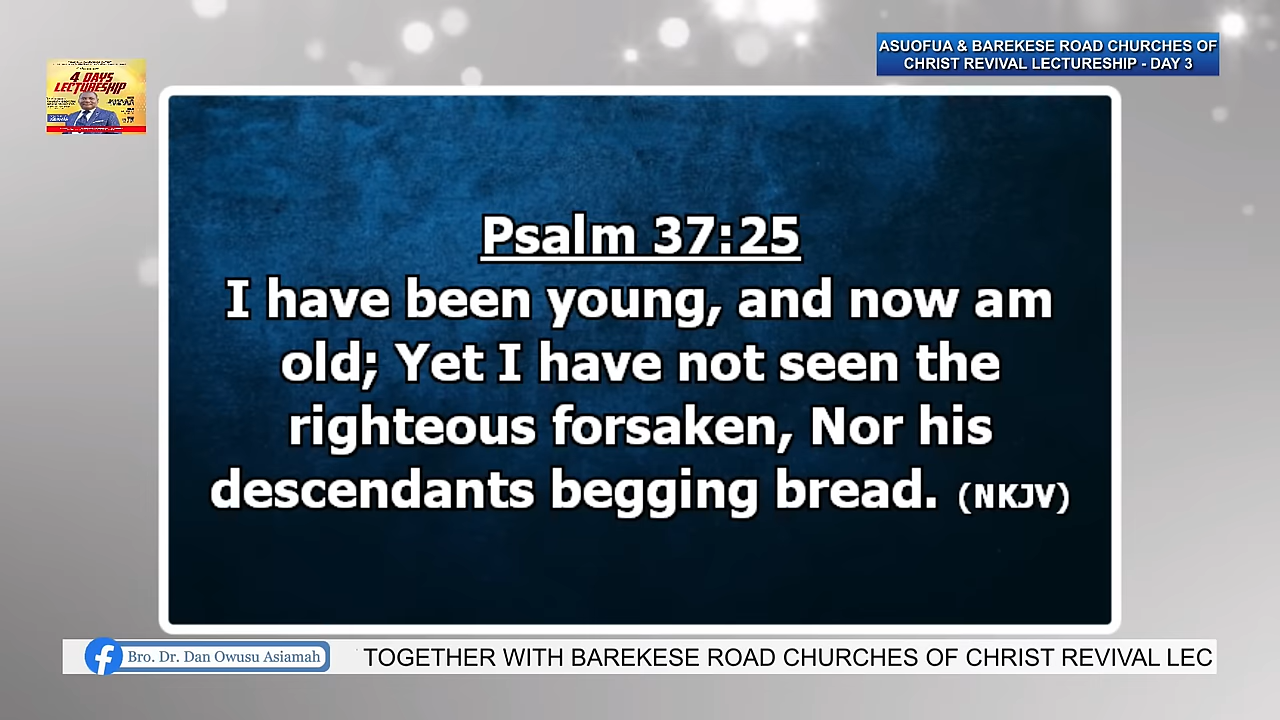 ASUOFUA & BAREKESE ROAD CHURCHES OF
CHRIST REVIVAL LECTURESHIP - DAY 3
4 DAYS
LECTURESHIP
Psalm 37:25
I have been young, and now am
old; Yet I have not seen the
righteous forsaken, Nor his
descendants begging bread. (NKJV)
Bro. Dr. Dan Owusu Asiamah
TOGETHER WITH BAREKESE ROAD CHURCHES OF CHRIST REVIVAL LEC